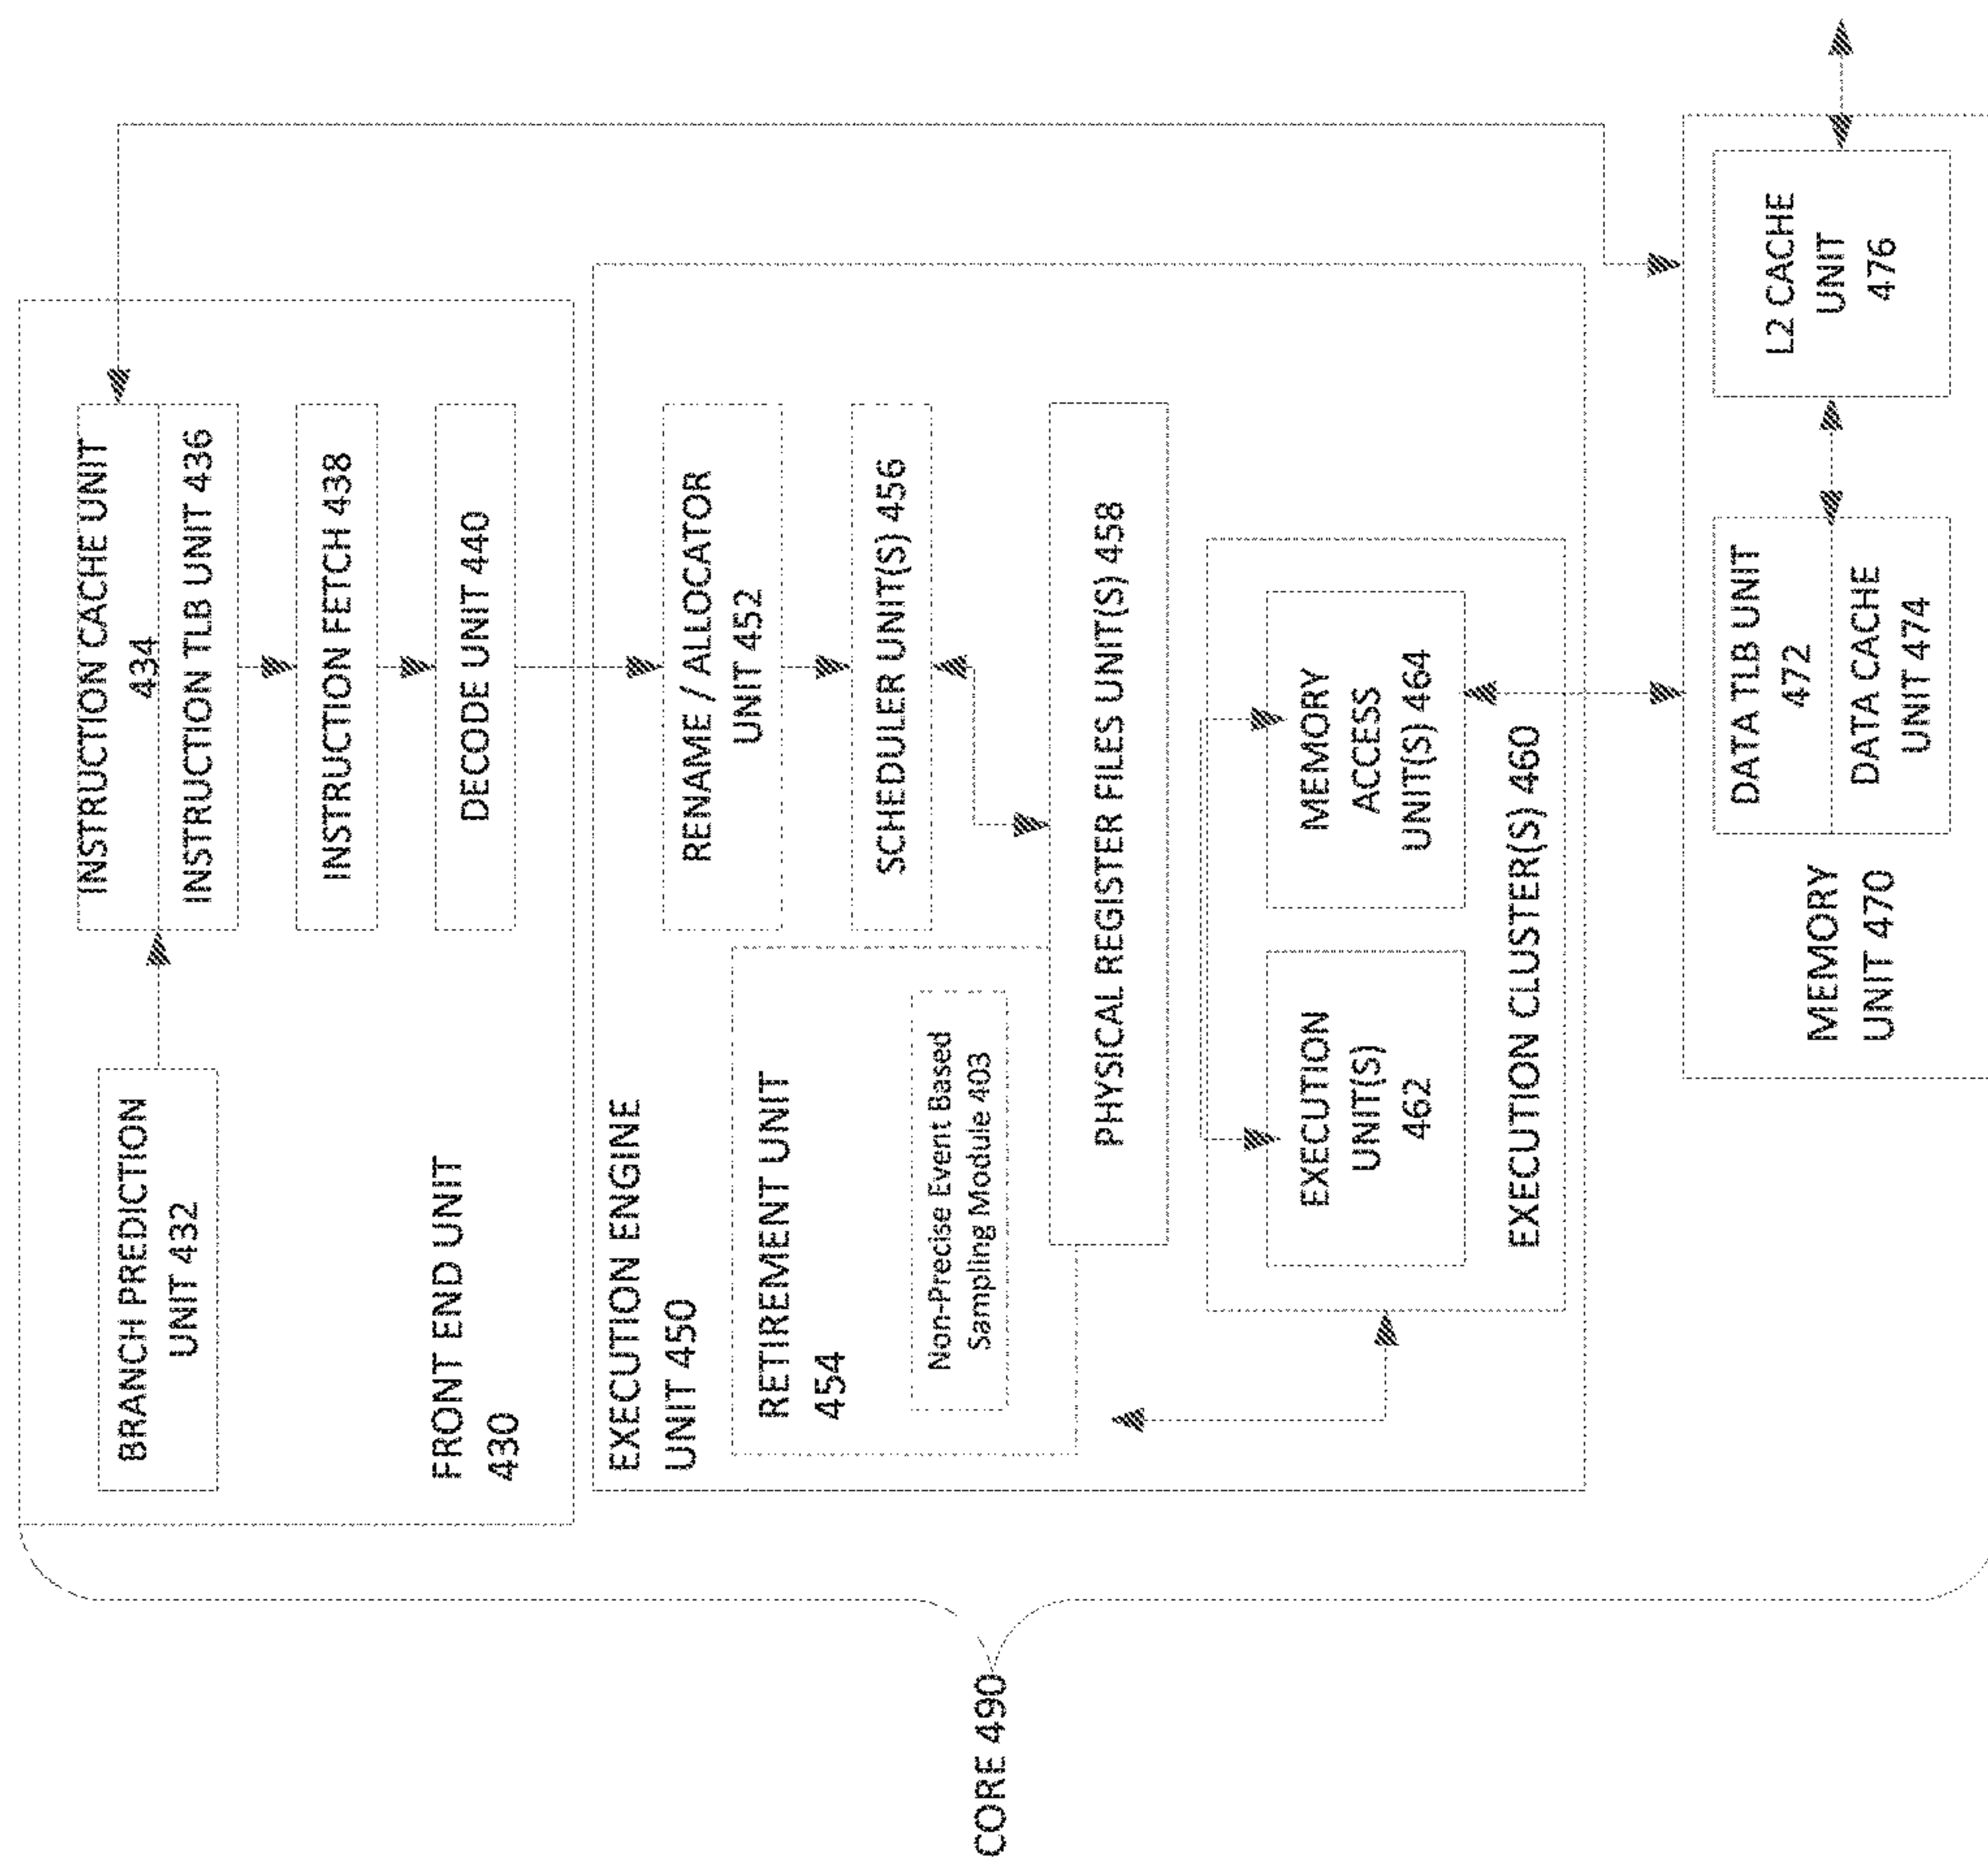 CORE 490
BRANCH PREDICTION
UNIT 432
INSTRUCTION CACHE UNIT
434
INSTRUCTION TLB UNIT 436
INSTRUCTION FETCH 438
DECODE UNIT 440
FRONT END UNIT
430
EXECUTION ENGINE
UNIT 450
RENAME / ALLOCATOR
UNIT 452
RETIREMENT UNIT
454
SCHEDULER UNIT(S) 456
Non-Precise Event Based
Sampling Module 403
PHYSICAL REGISTER FILES UNIT(S) 458
EXECUTION
UNIT(S)
462
MEMORY
ACCESS
UNIT(S) 464
EXECUTION CLUSTER(S) 460
MEMORY
UNIT 470
DATA TLB UNIT
472
DATA CACHE
UNIT 474
L2 CACHE
UNIT
476